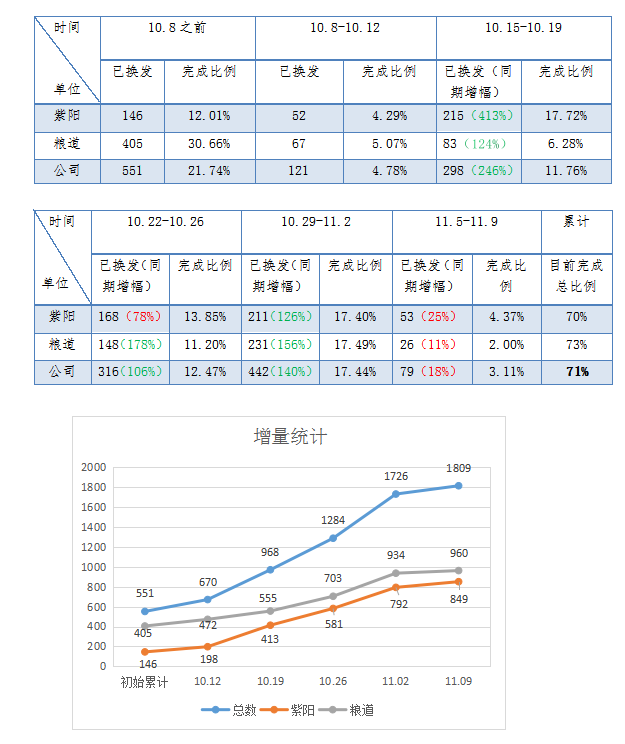 时间 10.8之前 10.8-10.12 10.15-10.19
单位 已换发 完成比例 已换发 完成比例 已换发（同期增幅） 完成比例
紫阳 146 12.01% 52 4.29% 215（413%） 17.72%
粮道 405 30.66% 67 5.07% 83（124%） 6.28%
公司 551 21.74% 121 4.78% 298（246%） 11.76%
时间 10.22-10.26 10.29-11.2 11.5-11.9 累计
单位 已换发(同期增幅) 完成比例 已换发(同期增幅) 完成比例 已换发(同期增幅) 完成比例 目前完成总比例
紫阳 168（78%） 13.85% 211(126%) 17.40% 53（25%） 4.37% 70%
粮道 148(178%) 11.20% 231(156%) 17.49% 26（11%） 2.00% 73%
公司 316(106%) 12.47% 442(140%) 17.44% 79（18%） 3.11% 71%
增量统计
2000
1800
1600
1400
1200
1000
800
600
400
200
0
551 670 968 1284 1726 1809
405 472 555 703 934 960
146 198 413 581 792 849
初始累计 10.12 10.19 10.26 11.02 11.09
总数 紫阳 粮道